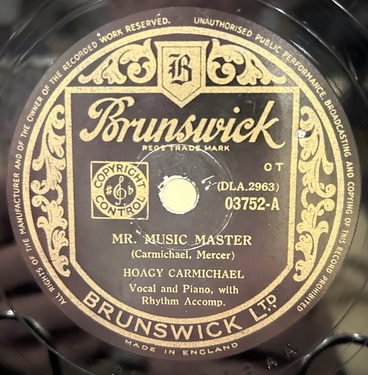 ALL RIGHTS OF THE MANUFACTURER AND OF THE OWNER OF THE RECORDED WORK RESERVED. UNAUTHORISED PUBLIC PERFORMANCE, BROADCASTING AND COPYING OF THIS RECORD PROHIBITED
B
Brunswick
REGD TRADE MARK
COPYRIGHT
CONTROL
OT
(DLA.2963)
03752-A
MR. MUSIC MASTER
(Carmichael, Mercer)
HOAGY CARMICHAEL
Vocal and Piano, with
Rhythm Accomp.
BRUNSWICK LTD
MADE IN ENGLAND